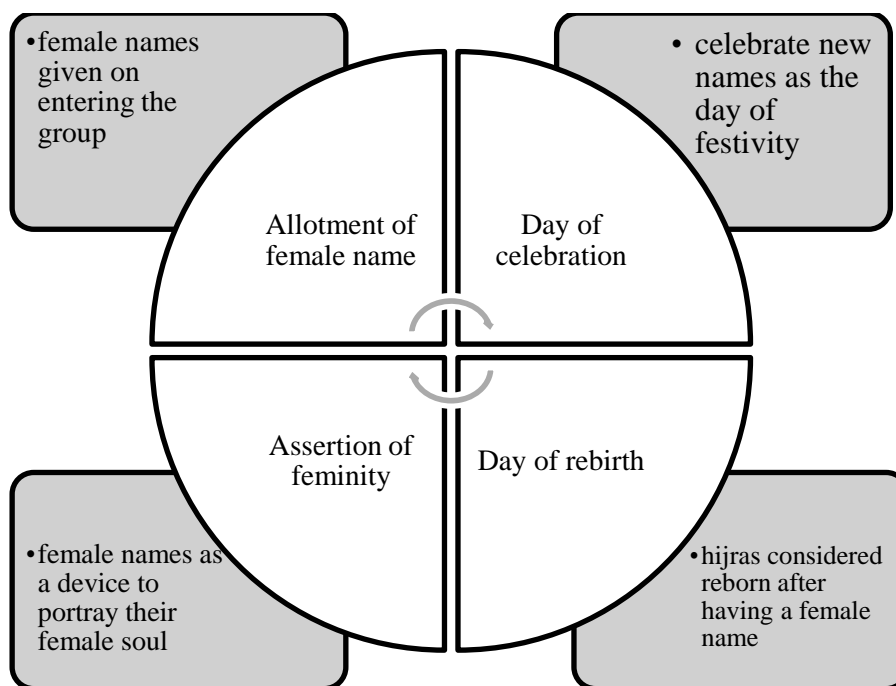 •female names
given on
entering the
group
• celebrate new
names as the
day of
festivity
Allotment of
female name
Day of
celebration
Assertion of
feminity
Day of rebirth
•female names as
a device to
portray their
female soul
•hijras considered
reborn after
having a female
name